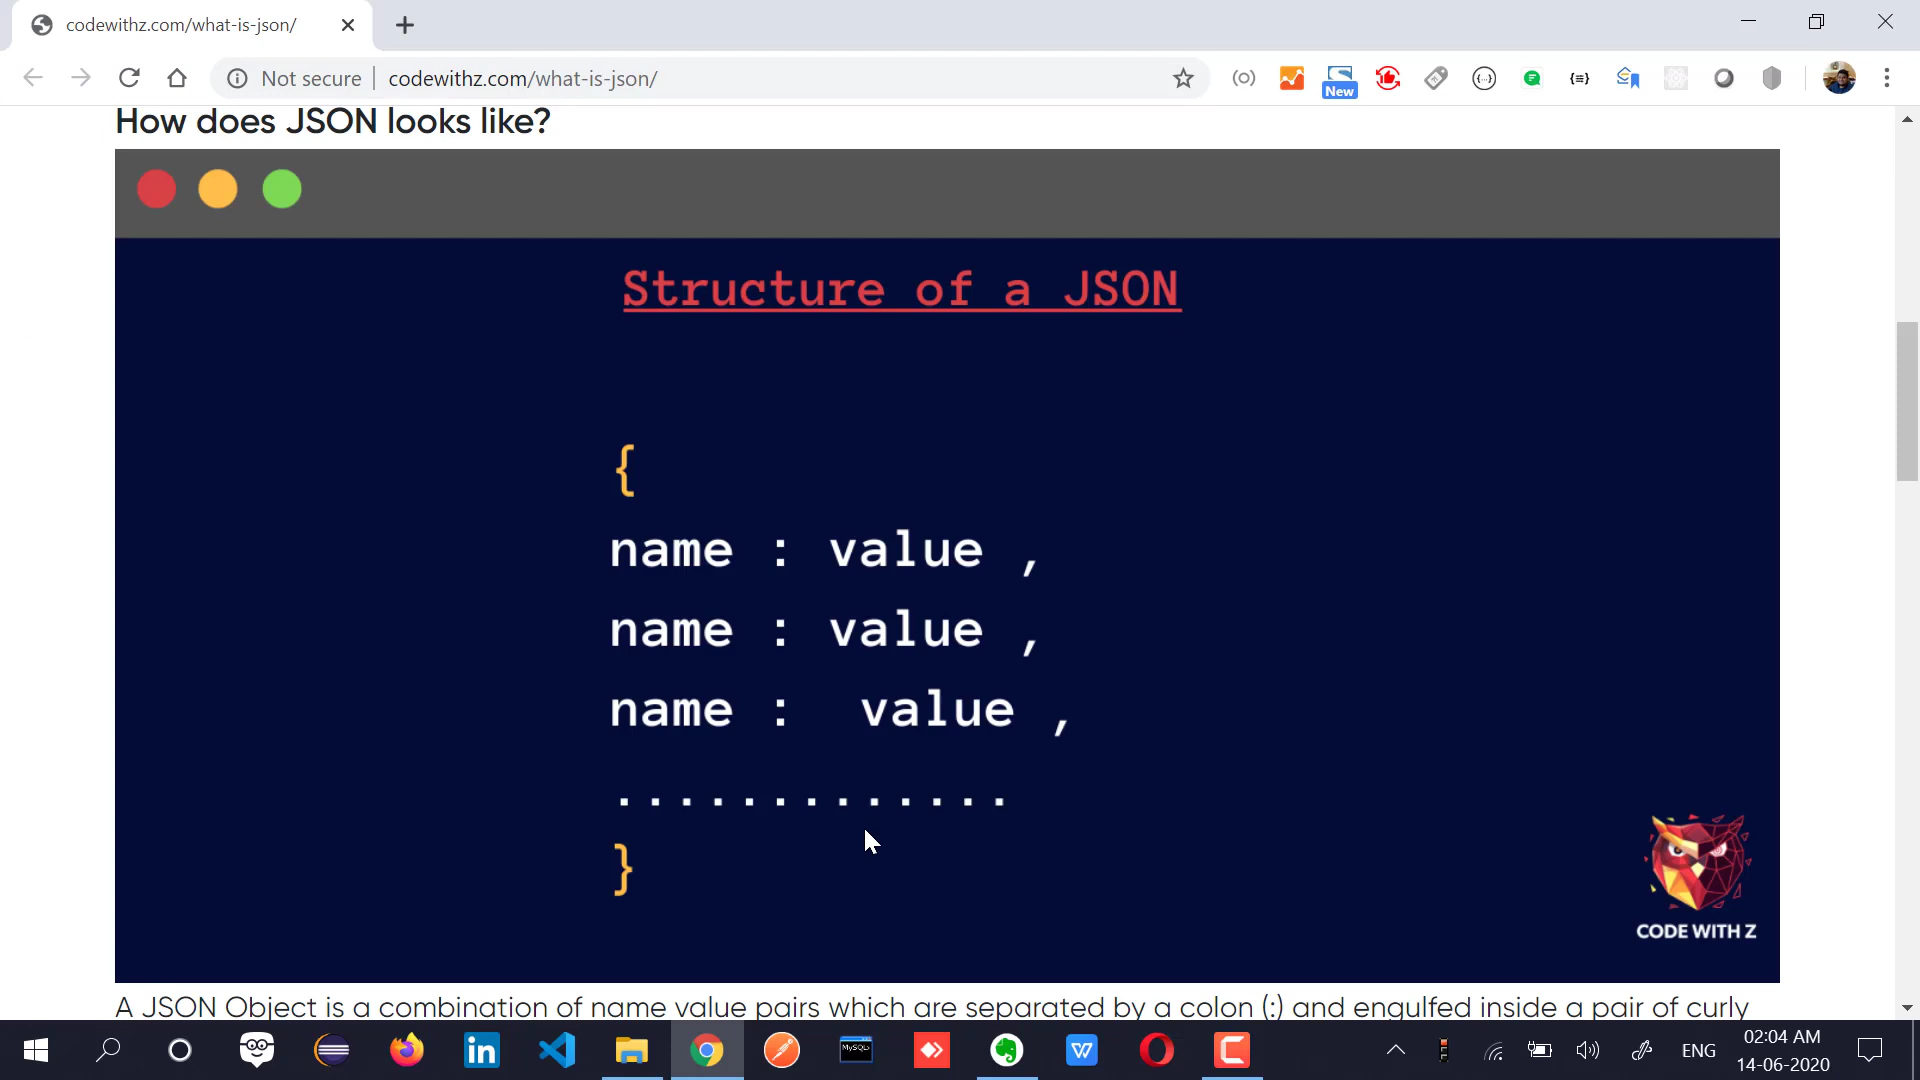 codewithz.com/what-is-json/
Not secure
codewithz.com/what-is-json/
New
How does JSON looks like?
Structure of a JSON
{
name : value ,
name : value ,
name : value ,
.............
}
CODE WITH Z
A JSON Object is a combination of name value pairs which are separated by a colon (:) and engulfed inside a pair of curly
in
MySQL
W
ENG
02:04 AM
14-06-2020